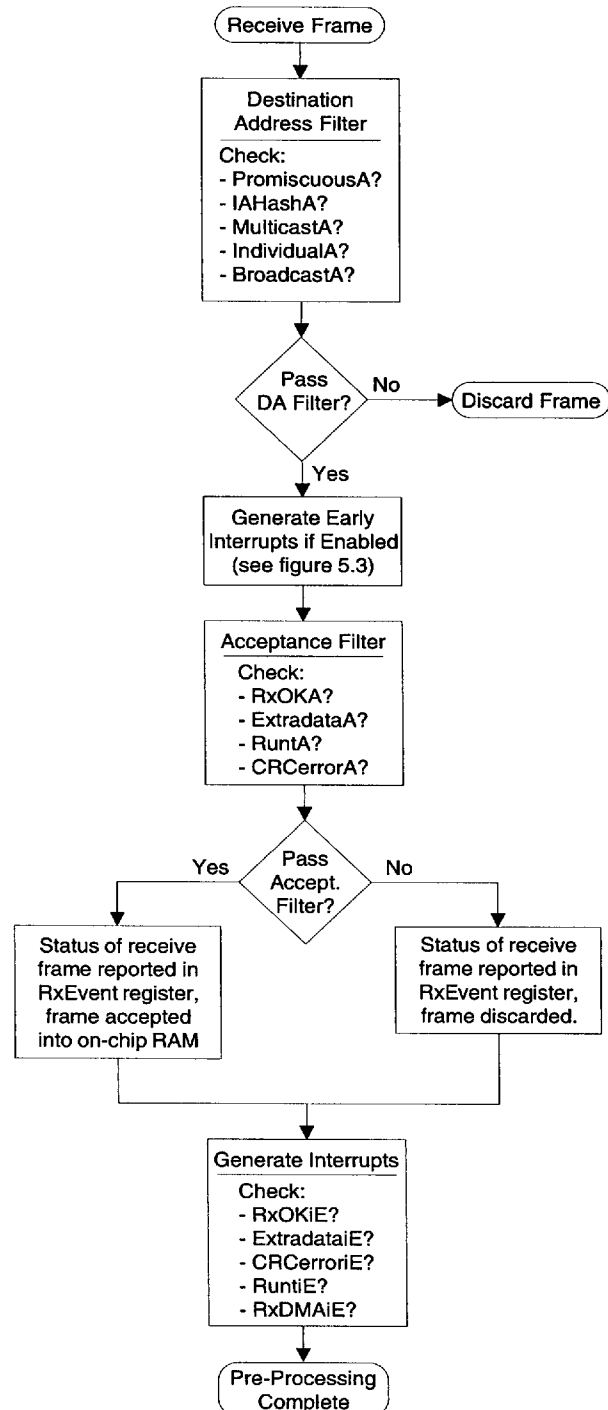 Receive Frame
Destination
Address Filter
Check:
- PromiscuousA?
- IAHashA?
- MulticastA?
- IndividualA?
- BroadcastA?
Pass
DA Filter?
No
Discard Frame
Yes
Generate Early
Interrupts if Enabled
(see figure 5.3)
Acceptance Filter
Check:
- RxOKA?
- ExtradataA?
- RuntA?
- CRCerrorA?
Yes
Pass
Accept.
Filter?
No
Status of receive
frame reported in
RxEvent register,
frame accepted
into on-chip RAM
Status of receive
frame reported in
RxEvent register,
frame discarded.
Generate Interrupts
Check:
- RxOKiE?
- ExtradataiE?
- CRCerroriE?
- RuntiE?
- RxDMAiE?
Pre-Processing
Complete